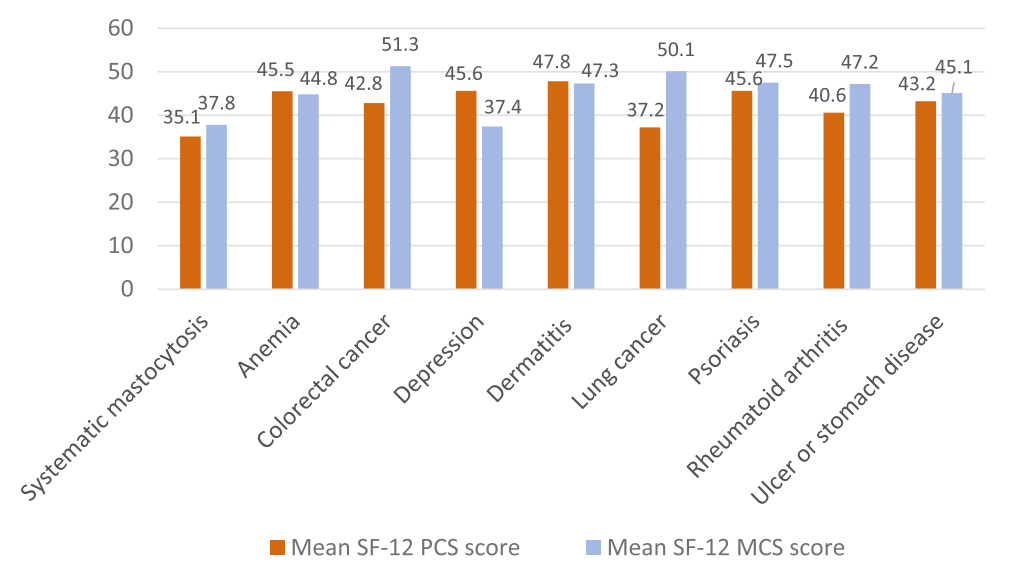 60
50
40
30
20
10
0
35.1 37.8
45.5 44.8
42.8 51.3
45.6 37.4
47.8 47.3
37.2 50.1
45.6 47.5
40.6 47.2
43.2 45.1
Systematic mastocytosis
Anemia
Colorectal cancer
Depression
Dermatitis
Lung cancer
Psoriasis
Rheumatoid arthritis
Ulcer or stomach disease
Mean SF-12 PCS score Mean SF-12 MCS score